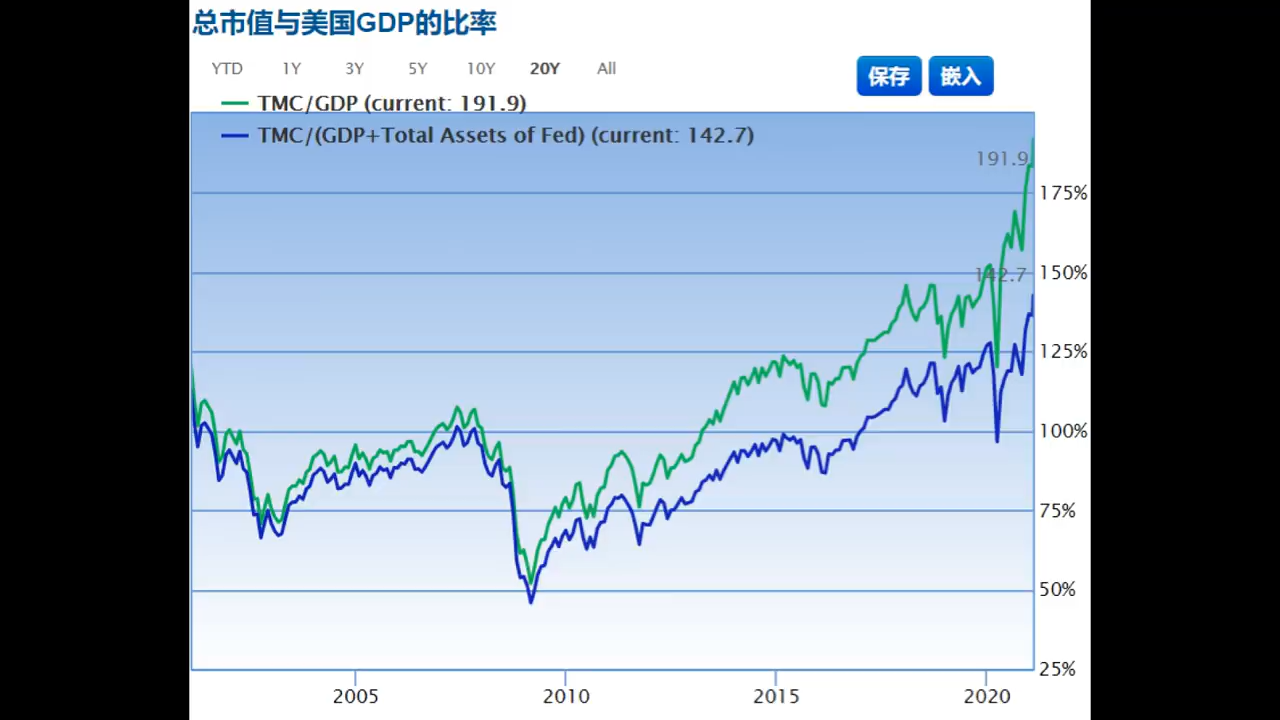 总市值与美国GDP的比率
YTD 1Y 3Y 5Y 10Y 20Y All
保存 嵌入
TMC/GDP (current: 191.9)
TMC/(GDP+Total Assets of Fed) (current: 142.7)
191.9
175%
142.7
150%
125%
100%
75%
50%
25%
2005 2010 2015 2020